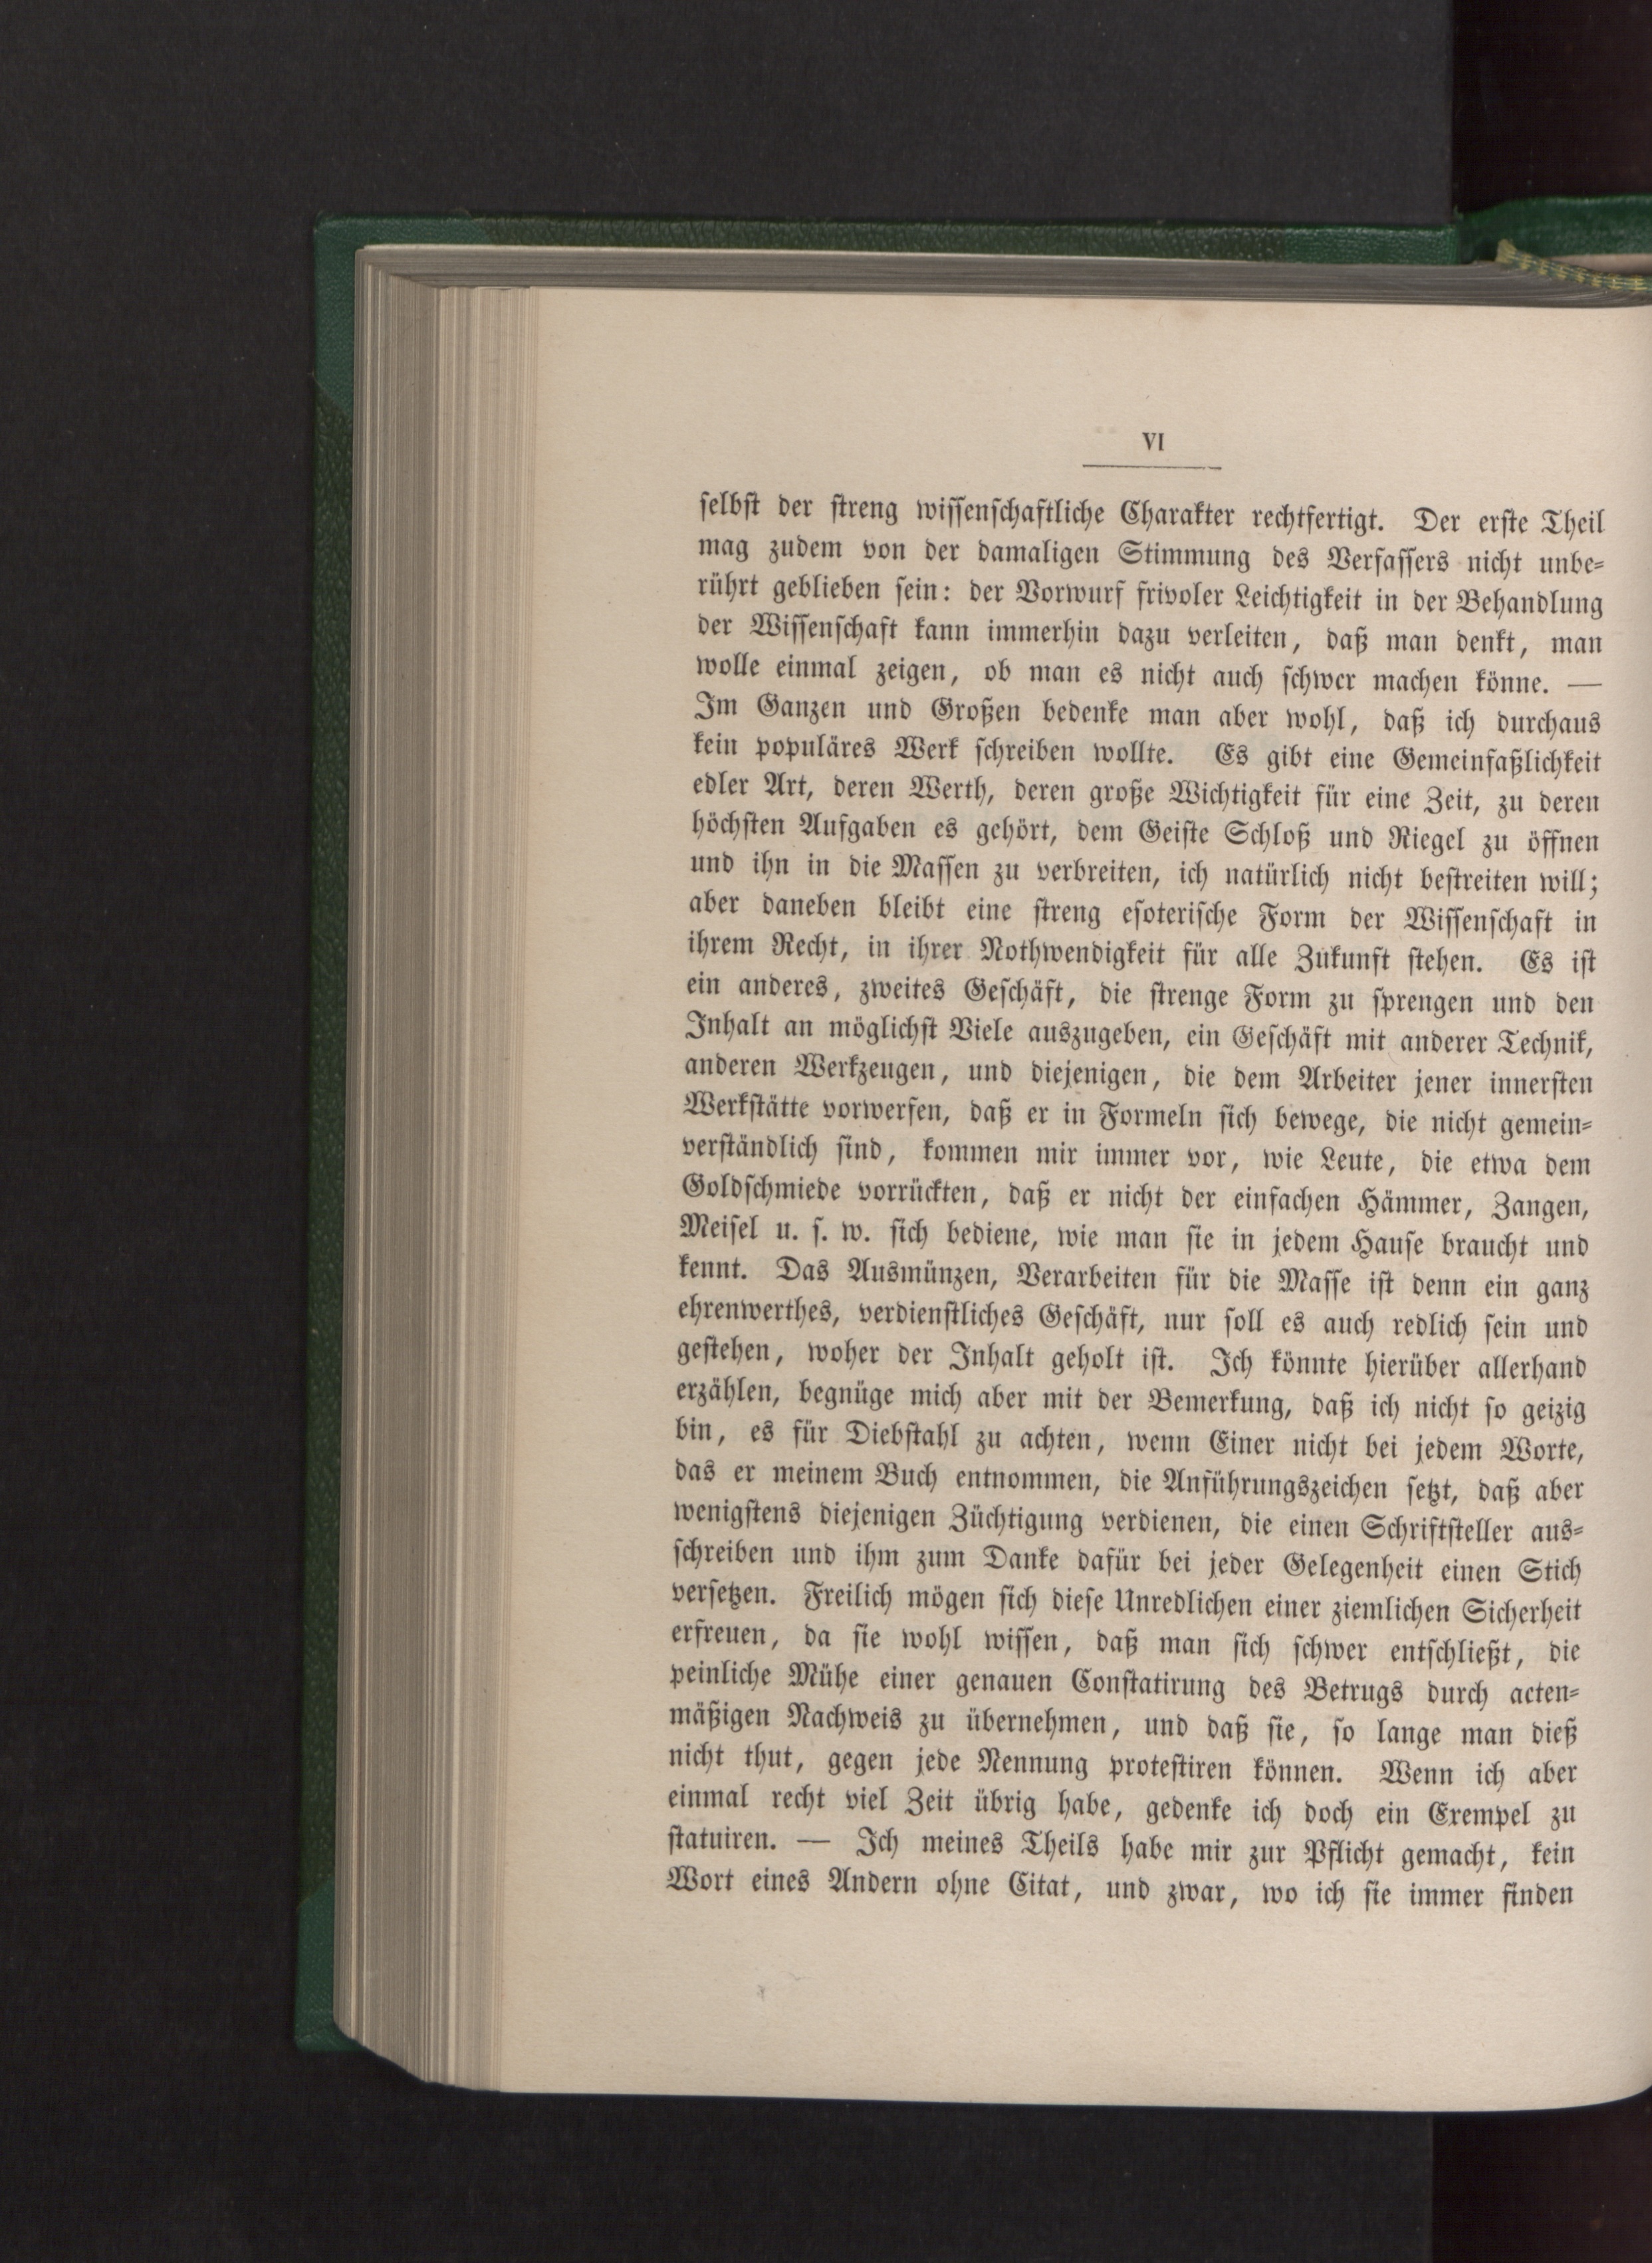 VI
selbst der streng wissenschaftliche Charakter rechtfertigt. Der erste Theil
mag zudem von der damaligen Stimmung des Verfassers nicht unbe-
rührt geblieben sein: der Vorwurf frivoler Leichtigkeit in der Behandlung
der Wissenschaft kann immerhin dazu verleiten, daß man denkt, man
wolle einmal zeigen, ob man es nicht auch schwer machen könne. —
Im Ganzen und Großen bedenke man aber wohl, daß ich durchaus
kein populäres Werk schreiben wollte. Es gibt eine Gemeinfaßlichkeit
edler Art, deren Werth, deren große Wichtigkeit für eine Zeit, zu deren
höchsten Aufgaben es gehört, dem Geiste Schloß und Riegel zu öffnen
und ihn in die Massen zu verbreiten, ich natürlich nicht bestreiten will;
aber daneben bleibt eine streng esoterische Form der Wissenschaft in
ihrem Recht, in ihrer Nothwendigkeit für alle Zukunft stehen. Es ist
ein anderes, zweites Geschäft, die strenge Form zu sprengen und den
Inhalt an möglichst Viele auszugeben, ein Geschäft mit anderer Technik,
anderen Werkzeugen, und diejenigen, die dem Arbeiter jener innersten
Werkstätte vorwerfen, daß er in Formeln sich bewege, die nicht gemein-
verständlich sind, kommen mir immer vor, wie Leute, die etwa dem
Goldschmiede vorrückten, daß er nicht der einfachen Hämmer, Zangen,
Meisel u. s. w. sich bediene, wie man sie in jedem Hause braucht und
kennt. Das Ausmünzen, Verarbeiten für die Masse ist denn ein ganz
ehrenwerthes, verdienstliches Geschäft, nur soll es auch redlich sein und
gestehen, woher der Inhalt geholt ist. Ich könnte hierüber allerhand
erzählen, begnüge mich aber mit der Bemerkung, daß ich nicht so geizig
bin, es für Diebstahl zu achten, wenn Einer nicht bei jedem Worte,
das er meinem Buch entnommen, die Anführungszeichen setzt, daß aber
wenigstens diejenigen Züchtigung verdienen, die einen Schriftsteller aus-
schreiben und ihm zum Danke dafür bei jeder Gelegenheit einen Stich
versetzen. Freilich mögen sich diese Unredlichen einer ziemlichen Sicherheit
erfreuen, da sie wohl wissen, daß man sich schwer entschließt, die
peinliche Mühe einer genauen Constatirung des Betrugs durch acten-
mäßigen Nachweis zu übernehmen, und daß sie, so lange man dieß
nicht thut, gegen jede Nennung protestiren können. Wenn ich aber
einmal recht viel Zeit übrig habe, gedenke ich doch ein Exempel zu
statuiren. — Ich meines Theils habe mir zur Pflicht gemacht, kein
Wort eines Andern ohne Citat, und zwar, wo ich sie immer finden